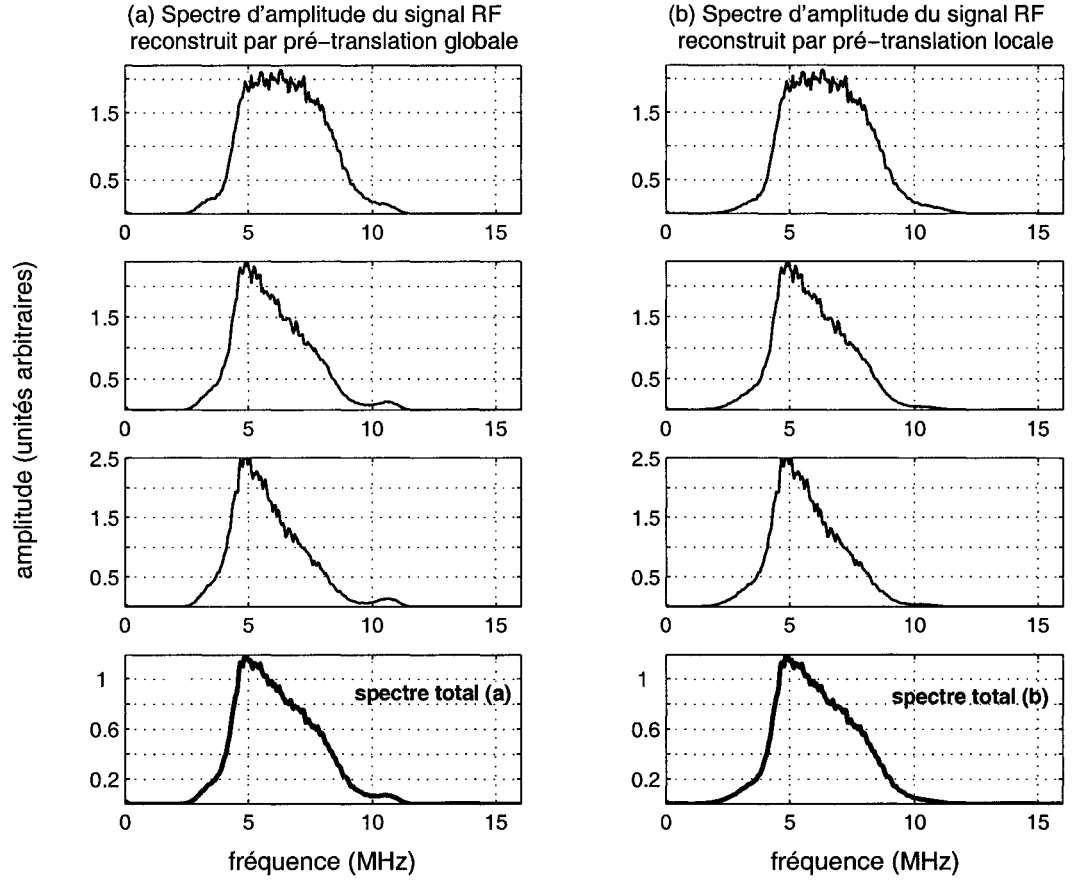 (a) Spectre d'amplitude du signal RF
reconstruit par pré−translation globale
(b) Spectre d'amplitude du signal RF
reconstruit par pré−translation locale
amplitude (unités arbitraires)
1.5
0.5
0 5 10 15
1.5
0.5
0 5 10 15
1.5
0.5
0 5 10 15
1.5
0.5
0 5 10 15
2.5
1.5
0.5
0 5 10 15
2.5
1.5
0.5
0 5 10 15
spectre total (a)
1
0.6
0.2
0 5 10 15
fréquence (MHz)
spectre total (b)
1
0.6
0.2
0 5 10 15
fréquence (MHz)